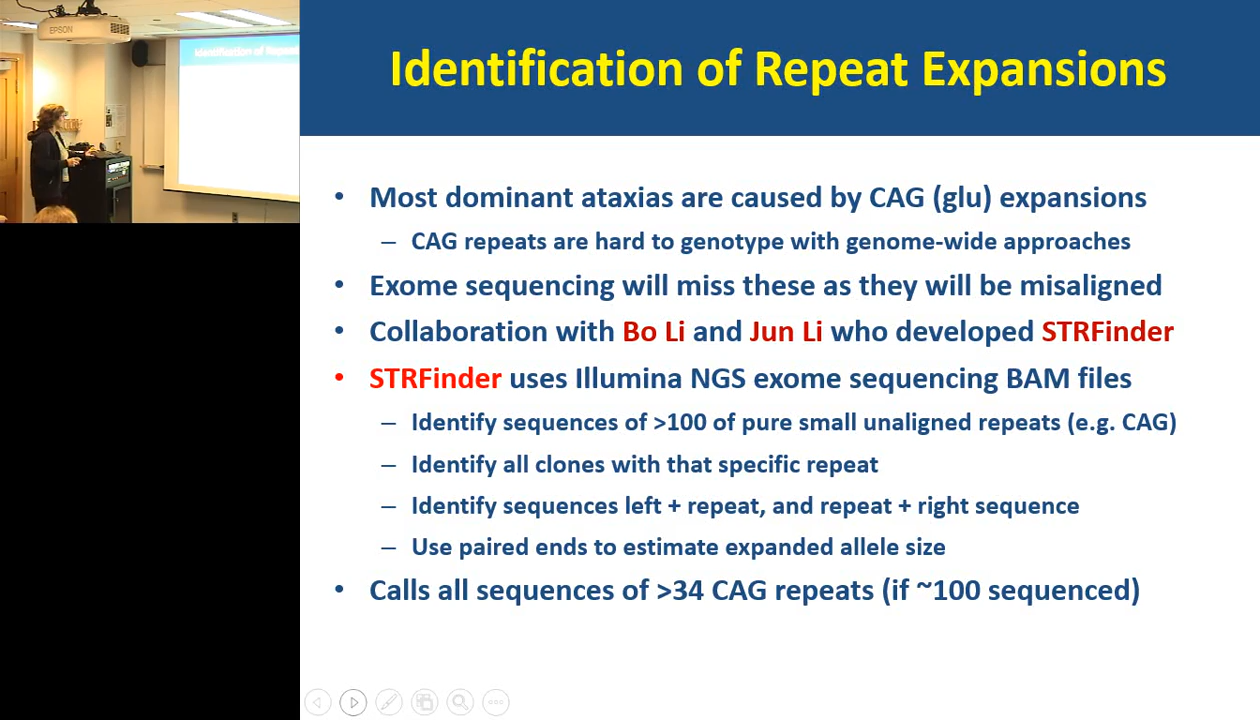 EPSON
Identification of Repeat
Identification of Repeat Expansions
• Most dominant ataxias are caused by CAG (glu) expansions
– CAG repeats are hard to genotype with genome-wide approaches
• Exome sequencing will miss these as they will be misaligned
• Collaboration with Bo Li and Jun Li who developed STRFinder
• STRFinder uses Illumina NGS exome sequencing BAM files
– Identify sequences of >100 of pure small unaligned repeats (e.g. CAG)
– Identify all clones with that specific repeat
– Identify sequences left + repeat, and repeat + right sequence
– Use paired ends to estimate expanded allele size
• Calls all sequences of >34 CAG repeats (if ~100 sequenced)